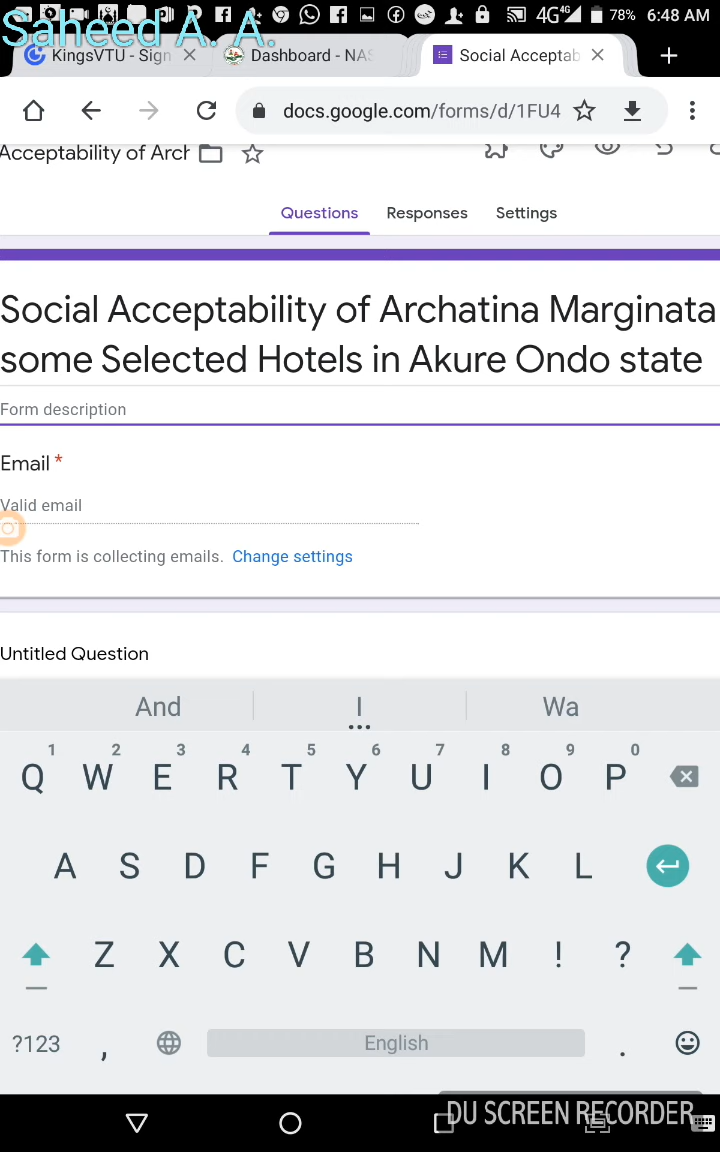 4G 4G 78% 6:48 AM
Saheed A. A.
KingsVTU - Sign
Dashboard - NAS
Social Acceptab
docs.google.com/forms/d/1FU4
Acceptability of Arch
Questions Responses Settings
Social Acceptability of Archatina Marginata
some Selected Hotels in Akure Ondo state
Form description
Email *
Valid email
This form is collecting emails. Change settings
Untitled Question
And I Wa
1 2 3 4 5 6 7 8 9 0
Q W E R T Y U I O P
A S D F G H J K L
Z X C V B N M ! ?
?123 , English .
DU SCREEN RECORDER